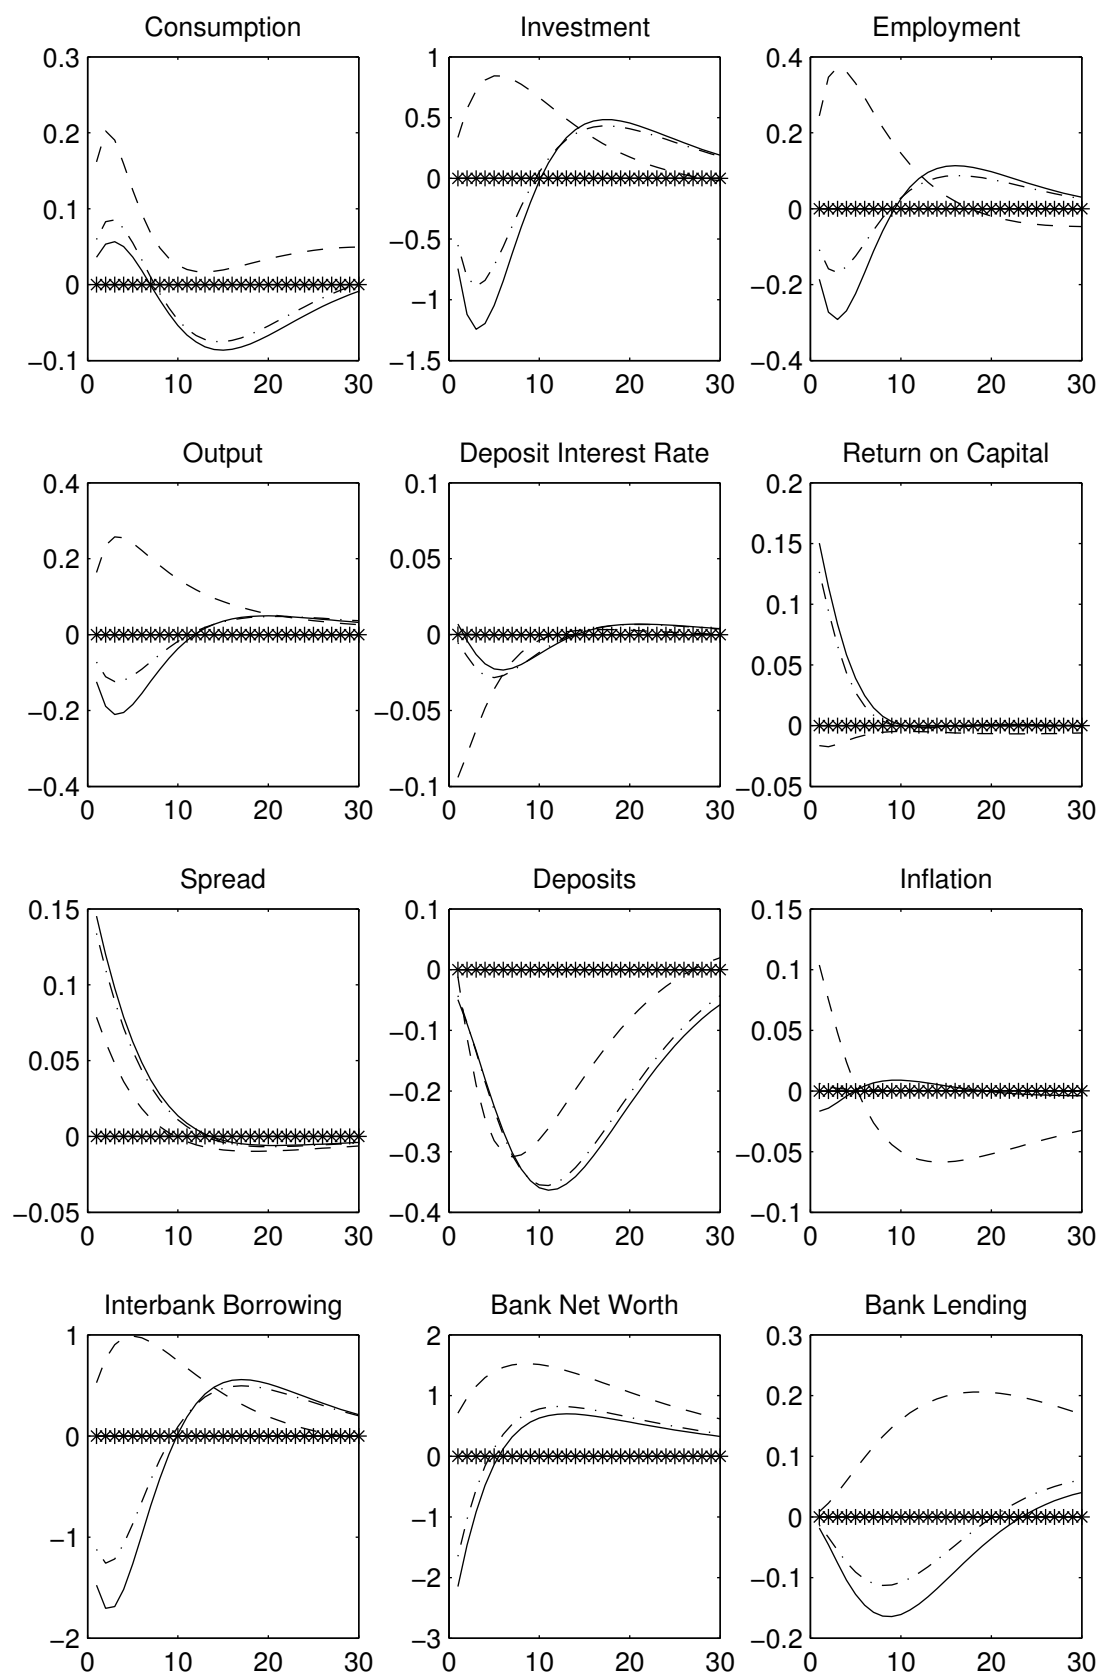 Consumption Investment Employment
0.3 1 0.4
0.2 0.5 0.2
0
0.1 0
−0.5
0 −1 −0.2
−0.1 −1.5 −0.4
0 10 20 30 0 10 20 30 0 10 20 30
Output Deposit Interest Rate Return on Capital
0.4 0.1 0.2
0.2 0.05 0.15
0.1
0 0
0.05
−0.2 −0.05 0
−0.4 −0.1 −0.05
0 10 20 30 0 10 20 30 0 10 20 30
Spread Deposits Inflation
0.15 0.1 0.15
0.1 0 0.1
0.05 −0.1 0.05
−0.2 0
0 −0.3 −0.05
−0.05 −0.4 −0.1
0 10 20 30 0 10 20 30 0 10 20 30
Interbank Borrowing Bank Net Worth Bank Lending
1 2 0.3
1 0.2
0 0 0.1
0
−1 −1
−2 −0.1
−2 −3 −0.2
0 10 20 30 0 10 20 30 0 10 20 30